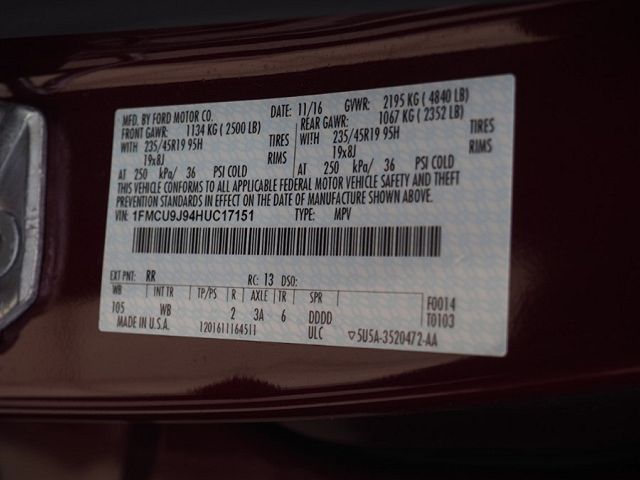 MFD. BY FORD MOTOR CO. DATE: 11/16 GVWR: 2195 KG ( 4840 LB)
FRONT GAWR: 1134 KG ( 2500 LB) REAR GAWR: 1067 KG ( 2352 LB)
WITH 235/45R19 95H TIRES WITH 235/45R19 95H TIRES
19x8J RIMS 19x8J RIMS
AT 250 kPa/ 36 PSI COLD AT 250 kPa/ 36 PSI COLD
THIS VEHICLE CONFORMS TO ALL APPLICABLE FEDERAL MOTOR VEHICLE SAFETY AND THEFT
PREVENTION STANDARDS IN EFFECT ON THE DATE OF MANUFACTURE SHOWN ABOVE.
VIN: 1FMCU9J94HUC17151 TYPE: MPV
EXT PNT: RR RC: 13 DSO:
WB INT TR TP/PS R AXLE TR SPR F0014
105 WB 2 3A 6 DDDD T0103
MADE IN U.S.A. 1201611164511 ULC ▽5U5A-3520472-AA